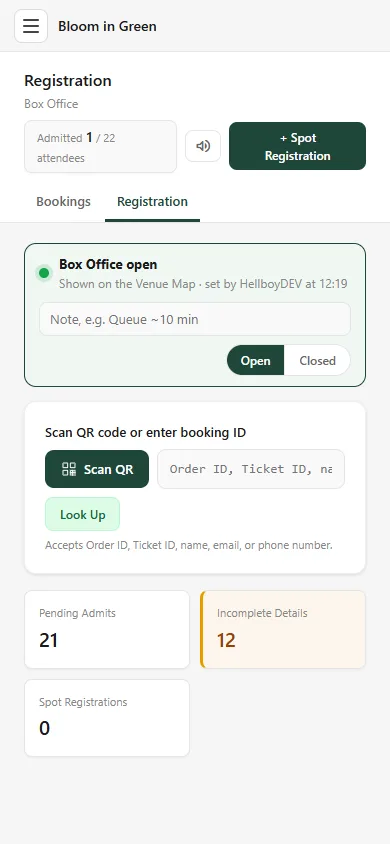 Bloom in Green
Registration
Box Office
Admitted 1 / 22
attendees
+ Spot
Registration
Bookings
Registration
Box Office open
Shown on the Venue Map · set by HellboyDEV at 12:19
Note, e.g. Queue ~10 min
Open
Closed
Scan QR code or enter booking ID
Scan QR
Order ID, Ticket ID, na
Look Up
Accepts Order ID, Ticket ID, name, email, or phone number.
Pending Admits
21
Incomplete Details
12
Spot Registrations
0